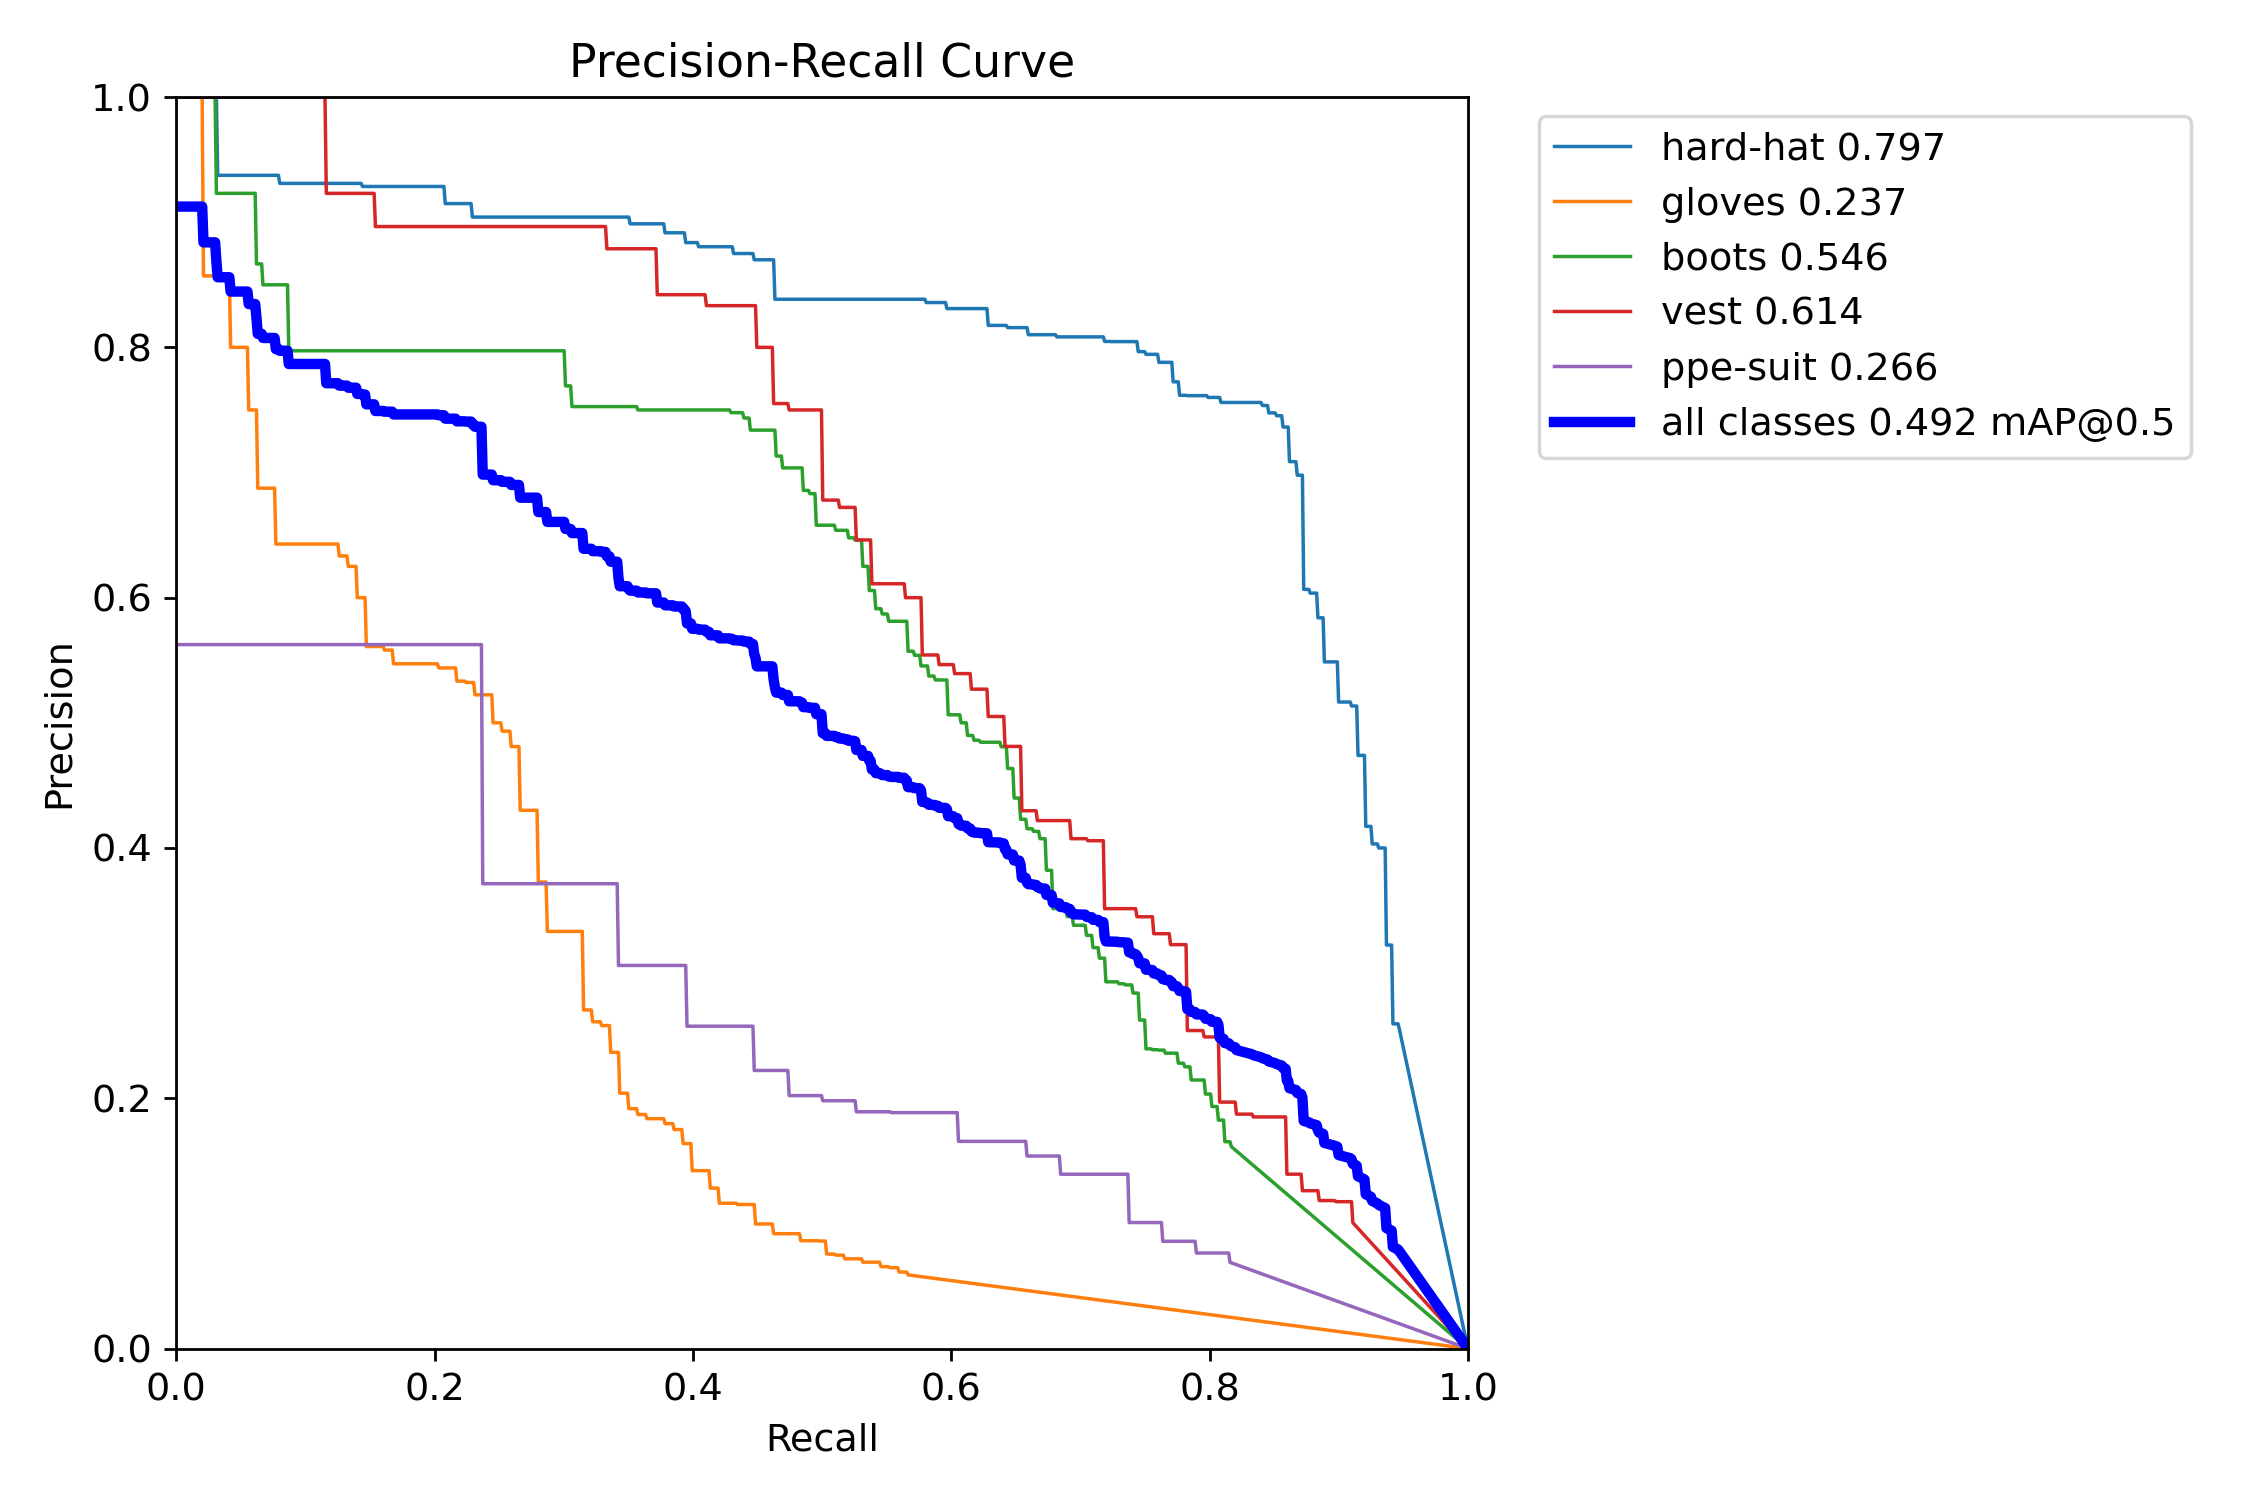 Precision-Recall Curve
1.0
0.8
0.6
0.4
0.2
0.0
Precision
0.0 0.2 0.4 0.6 0.8 1.0
Recall
hard-hat 0.797
gloves 0.237
boots 0.546
vest 0.614
ppe-suit 0.266
all classes 0.492 mAP@0.5